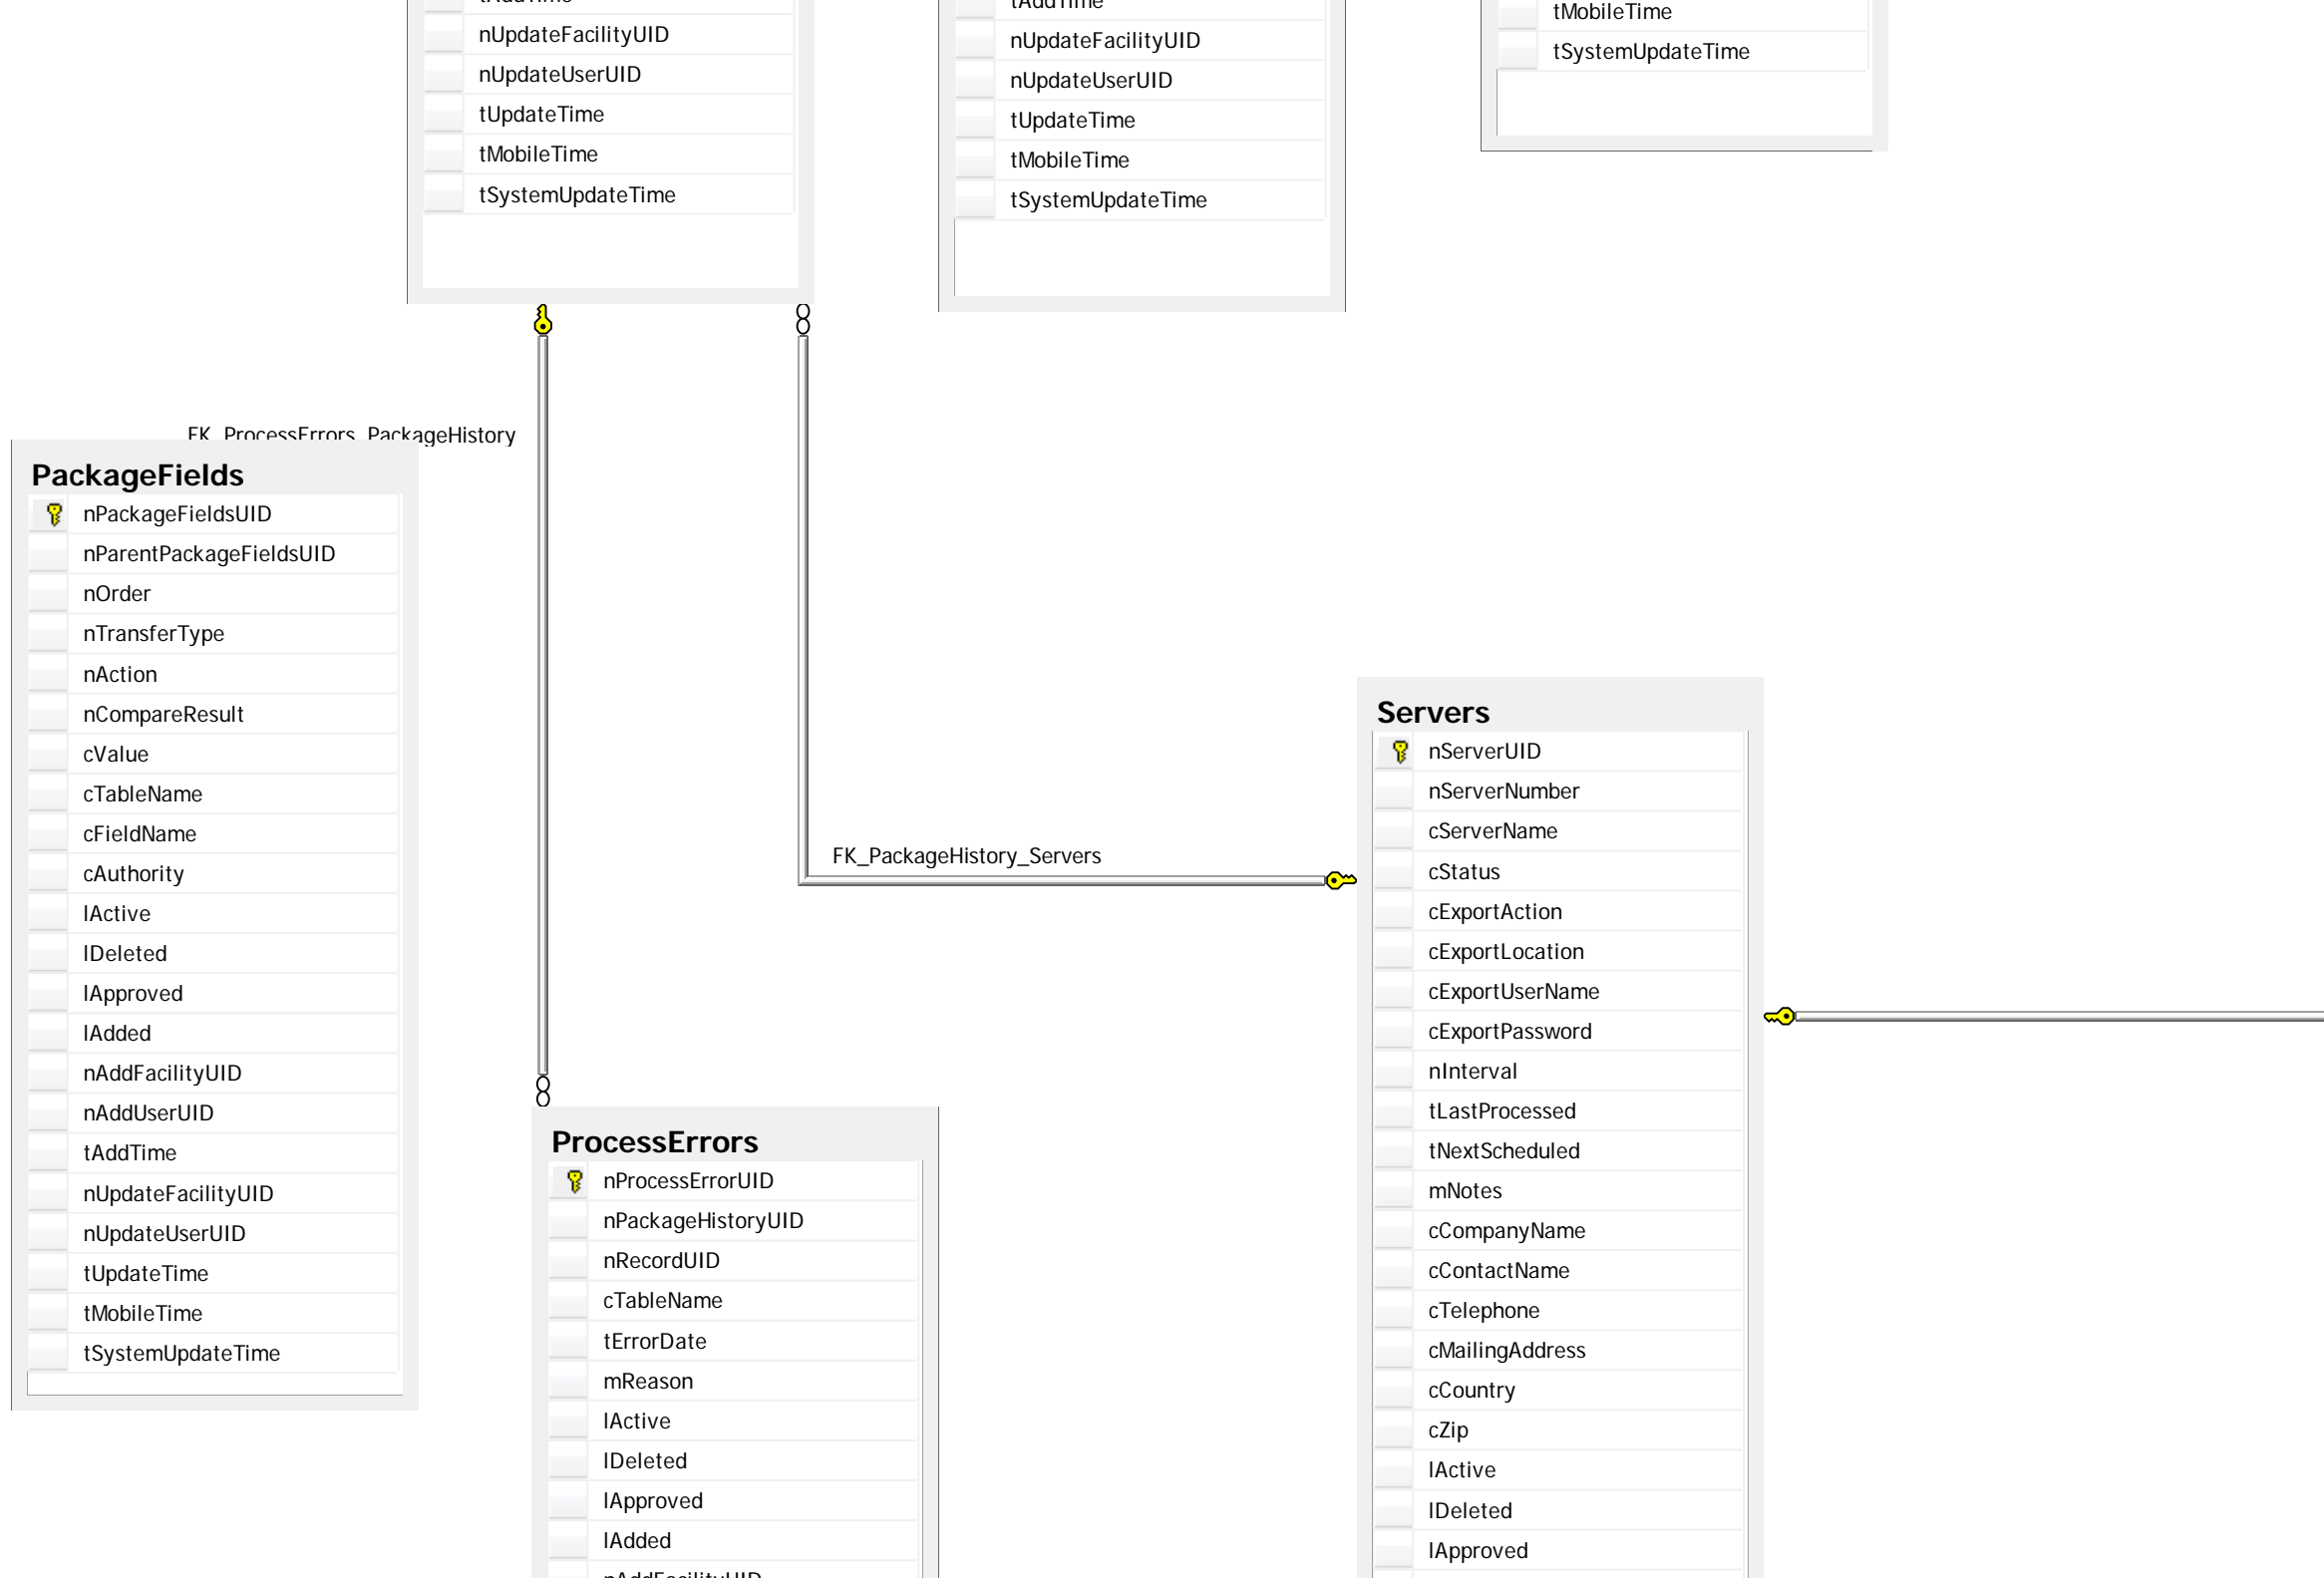 tAddTime
nUpdateFacilityUID
nUpdateUserUID
tUpdateTime
tMobileTime
tSystemUpdateTime
tAddTime
nUpdateFacilityUID
nUpdateUserUID
tUpdateTime
tMobileTime
tSystemUpdateTime
tMobileTime
tSystemUpdateTime
FK_ProcessErrors_PackageHistory
PackageFields
nPackageFieldsUID
nParentPackageFieldsUID
nOrder
nTransferType
nAction
nCompareResult
cValue
cTableName
cFieldName
cAuthority
lActive
lDeleted
lApproved
lAdded
nAddFacilityUID
nAddUserUID
tAddTime
nUpdateFacilityUID
nUpdateUserUID
tUpdateTime
tMobileTime
tSystemUpdateTime
FK_PackageHistory_Servers
ProcessErrors
nProcessErrorUID
nPackageHistoryUID
nRecordUID
cTableName
tErrorDate
mReason
lActive
lDeleted
lApproved
lAdded
nAddFacilityUID
Servers
nServerUID
nServerNumber
cServerName
cStatus
cExportAction
cExportLocation
cExportUserName
cExportPassword
nInterval
tLastProcessed
tNextScheduled
mNotes
cCompanyName
cContactName
cTelephone
cMailingAddress
cCountry
cZip
lActive
lDeleted
lApproved